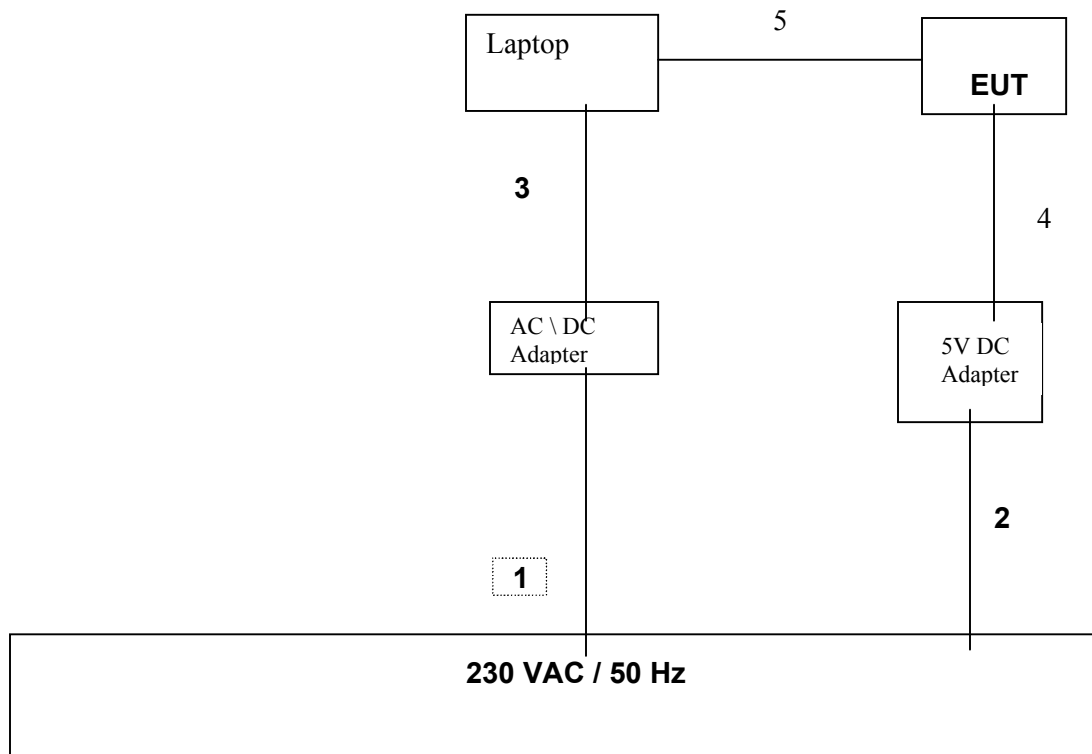 5
Laptop
EUT
3
4
AC \ DC
Adapter
5V DC
Adapter
2
1
230 VAC / 50 Hz